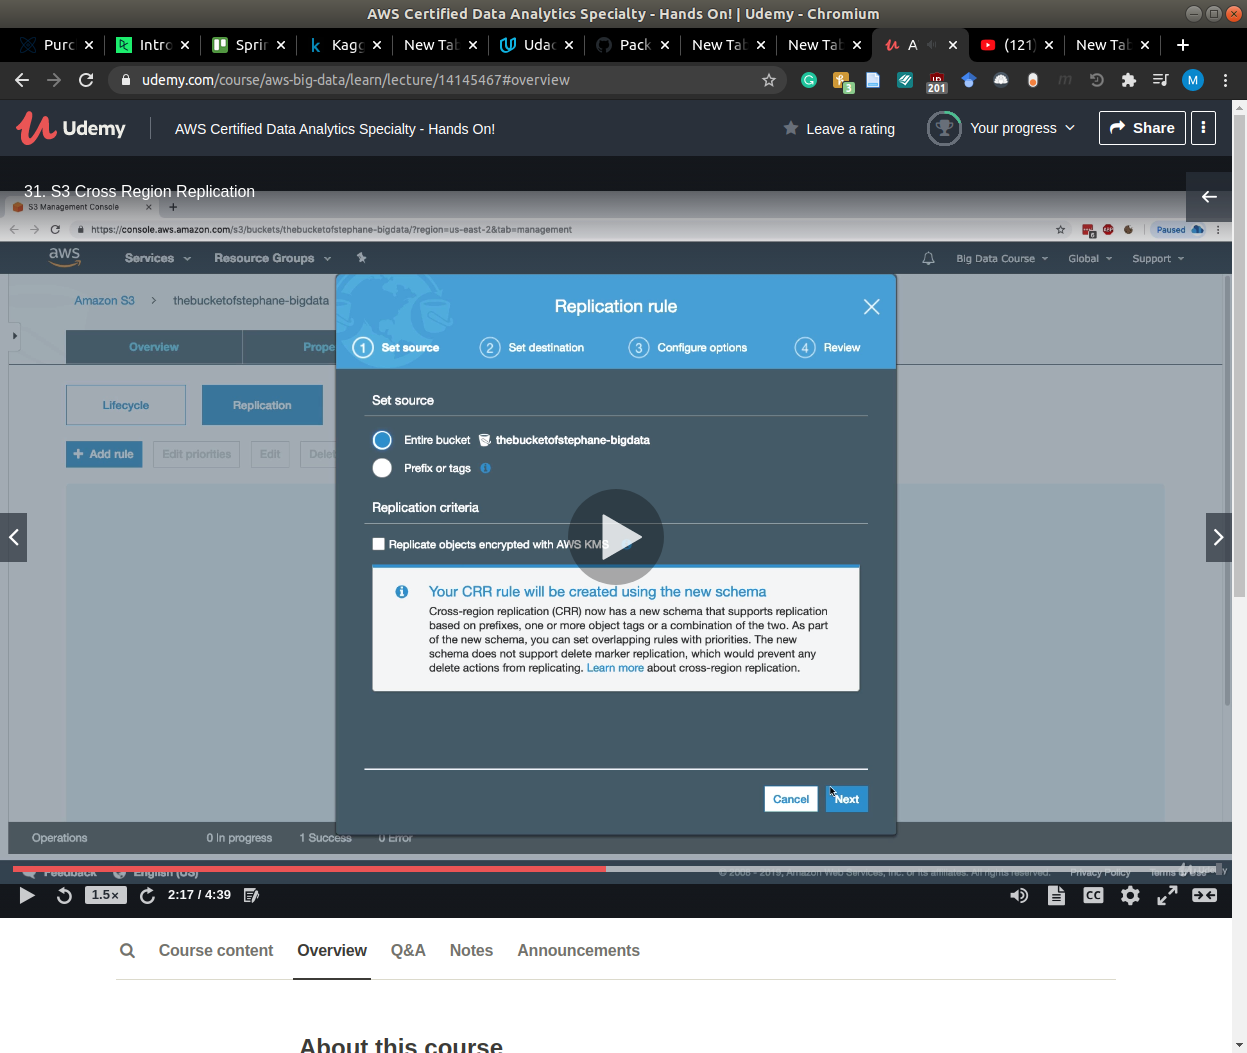 AWS Certified Data Analytics Specialty - Hands On! | Udemy - Chromium
Purc
Intro
Sprin
Kagg
New Tab
Udac
Pack
New Tab
New Tab
A
(121)
New Tab
udemy.com/course/aws-big-data/learn/lecture/14145467#overview
3
201
M
Udemy
AWS Certified Data Analytics Specialty - Hands On!
Leave a rating
Your progress
Share
31. S3 Cross Region Replication
S3 Management Console
https://console.aws.amazon.com/s3/buckets/thebucketofstephane-bigdata/?region=us-east-2&tab=management
Paused
aws
Services
Resource Groups
Big Data Course
Global
Support
Amazon S3 > thebucketofstephane-bigdata
Overview
Prope
Lifecycle
Replication
+ Add rule
Edit priorities
Edit
Delet
Replication rule
1 Set source
2 Set destination
3 Configure options
4 Review
Set source
Entire bucket thebucketofstephane-bigdata
Prefix or tags
Replication criteria
Replicate objects encrypted with AWS KMS
Your CRR rule will be created using the new schema
Cross-region replication (CRR) now has a new schema that supports replication
based on prefixes, one or more object tags or a combination of the two. As part
of the new schema, you can set overlapping rules with priorities. The new
schema does not support delete marker replication, which would prevent any
delete actions from replicating. Learn more about cross-region replication.
Cancel
Next
Operations
0 In progress
1 Success
0 Error
Feedback
English (US)
© 2008 - 2019, Amazon Web Services, Inc. or its affiliates. All rights reserved.
Privacy Policy
Terms of Use
1.5×
2:17 / 4:39
CC
Course content
Overview
Q&A
Notes
Announcements
About this course